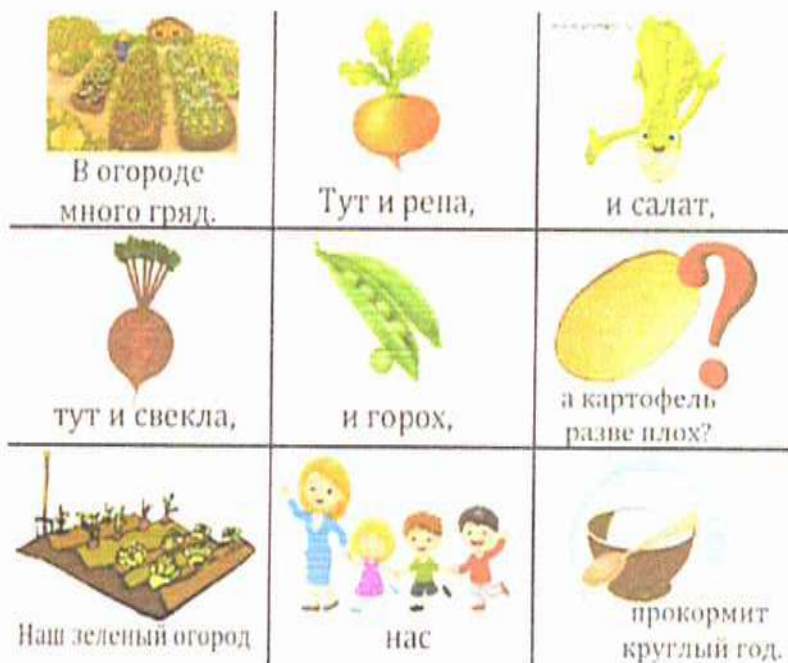 В огороде
много гряд.
Тут и репа,
и салат,
тут и свекла,
и горох,
а картофель
разве плох?
Наш зеленый огород
нас
прокормит
круглый год.